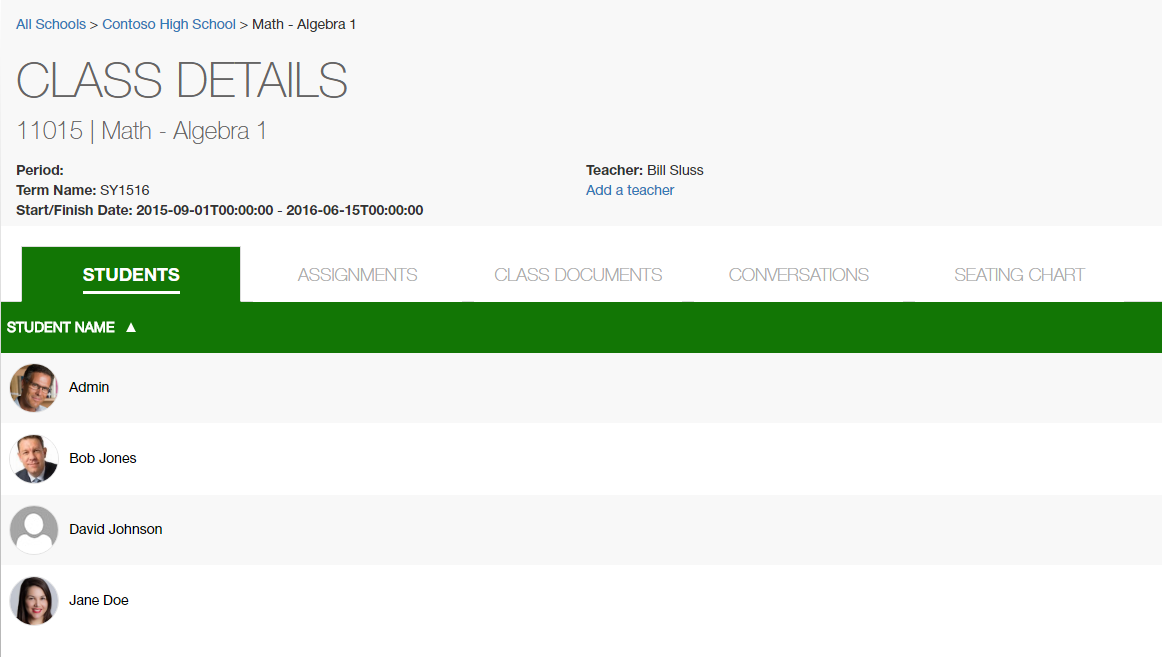 All Schools > Contoso High School > Math - Algebra 1
CLASS DETAILS
11015 | Math - Algebra 1
Period:
Term Name: SY1516
Start/Finish Date: 2015-09-01T00:00:00 - 2016-06-15T00:00:00
Teacher: Bill Sluss
Add a teacher
STUDENTS ASSIGNMENTS CLASS DOCUMENTS CONVERSATIONS SEATING CHART
STUDENT NAME ▲
Admin
Bob Jones
David Johnson
Jane Doe